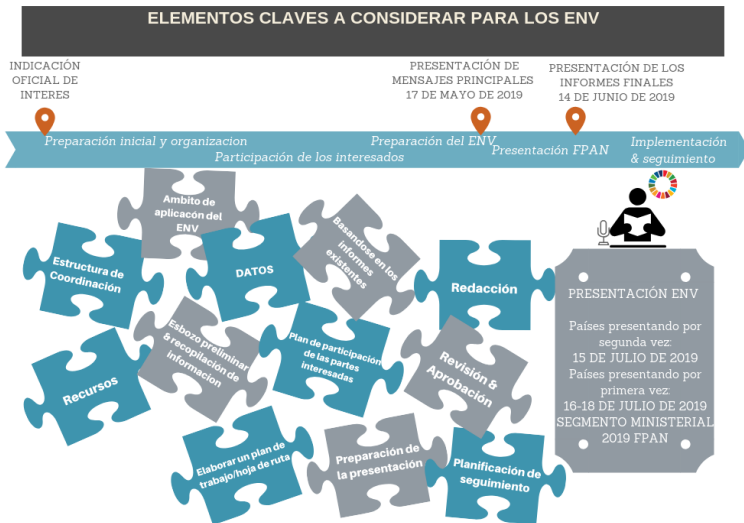 ELEMENTOS CLAVES A CONSIDERAR PARA LOS ENV
INDICACIÓN
OFICIAL DE
INTERES
PRESENTACIÓN DE
MENSAJES PRINCIPALES
17 DE MAYO DE 2019
PRESENTACIÓN DE LOS
INFORMES FINALES
14 DE JUNIO DE 2019
Preparación inicial y organizacion
Participación de los interesados
Preparación del ENV
Presentación FPAN
Implementación
& seguimiento
Ambito de
aplicacón del
ENV
Estructura de
Coordinación
DATOS
Basandose en los
informes
existentes
Redacción
Recursos
Esbozo preliminar
& recopilación de
Informacion
Plan de participación
de las partes
interesadas
Revisión &
Aprobación
Elaborar un plan de
trabajo/hoja de ruta
Preparación de
la presentación
Planificación de
seguimiento
PRESENTACIÓN ENV
Países presentando por
segunda vez:
15 DE JULIO DE 2019
Países presentando por
primera vez:
16-18 DE JULIO DE 2019
SEGMENTO MINISTERIAL
2019 FPAN